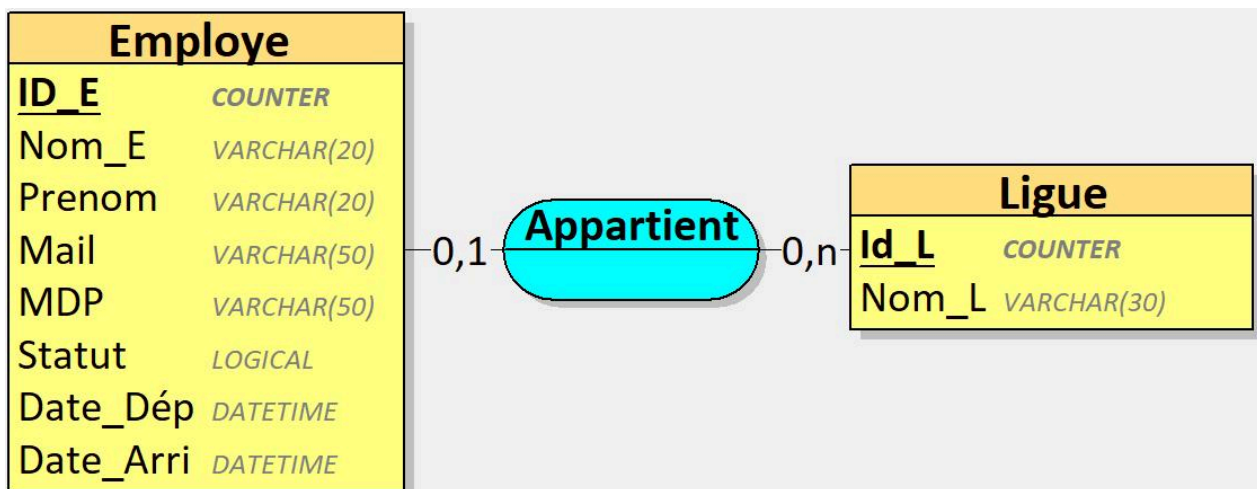 Employe
ID_E COUNTER
Nom_E VARCHAR(20)
Prenom VARCHAR(20)
Mail VARCHAR(50)
MDP VARCHAR(50)
Statut LOGICAL
Date_Dép DATETIME
Date_Arri DATETIME
0,1
Appartient
0,n
Ligue
Id_L COUNTER
Nom_L VARCHAR(30)